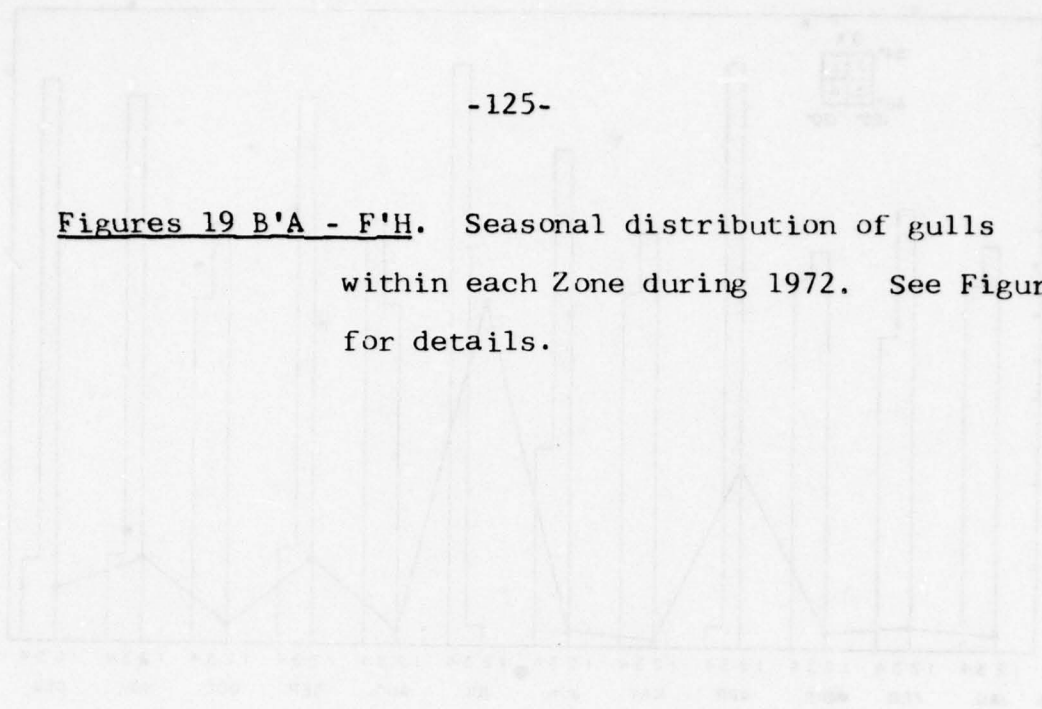 -125-
Figures 19 B'A - F'H. Seasonal distribution of gulls
within each Zone during 1972. See Figur
for details.